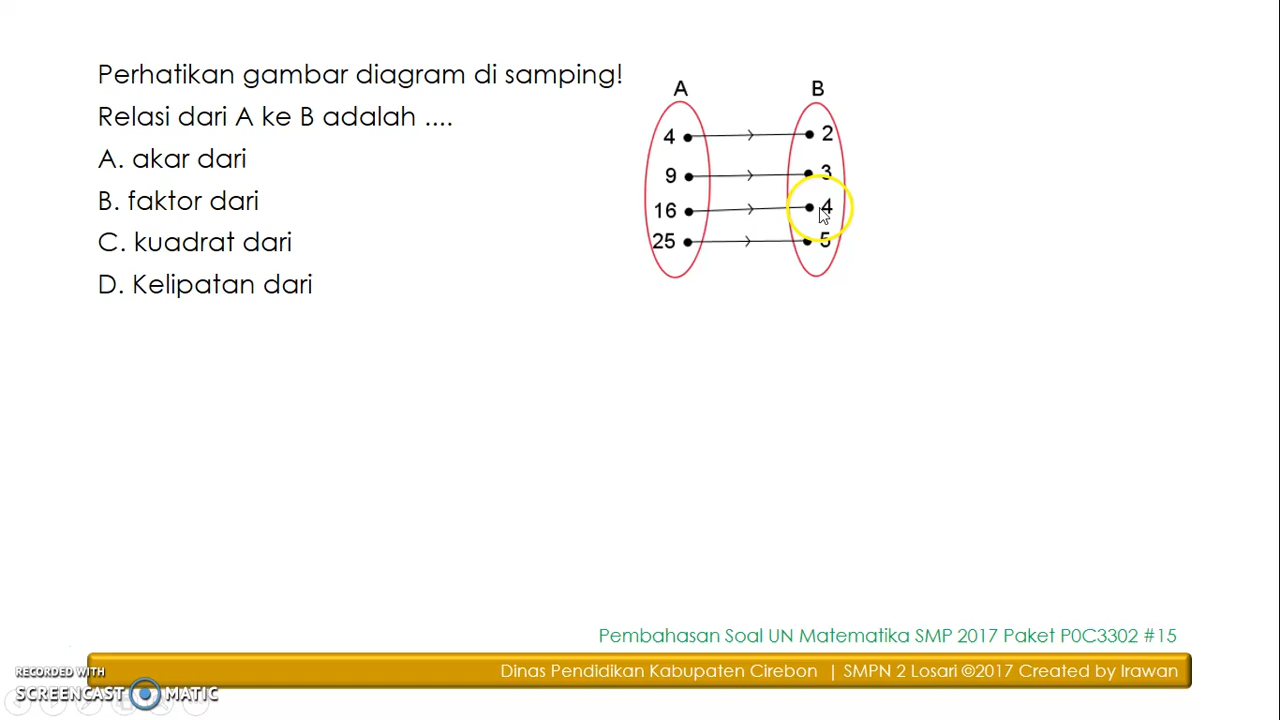 Perhatikan gambar diagram di samping!
Relasi dari A ke B adalah ....
A. akar dari
B. faktor dari
C. kuadrat dari
D. Kelipatan dari
A B
4 2
9 3
16 4
25 5
Pembahasan Soal UN Matematika SMP 2017 Paket P0C3302 #15
Dinas Pendidikan Kabupaten Cirebon | SMPN 2 Losari ©2017 Created by Irawan
RECORDED WITH
SCREENCAST MATIC